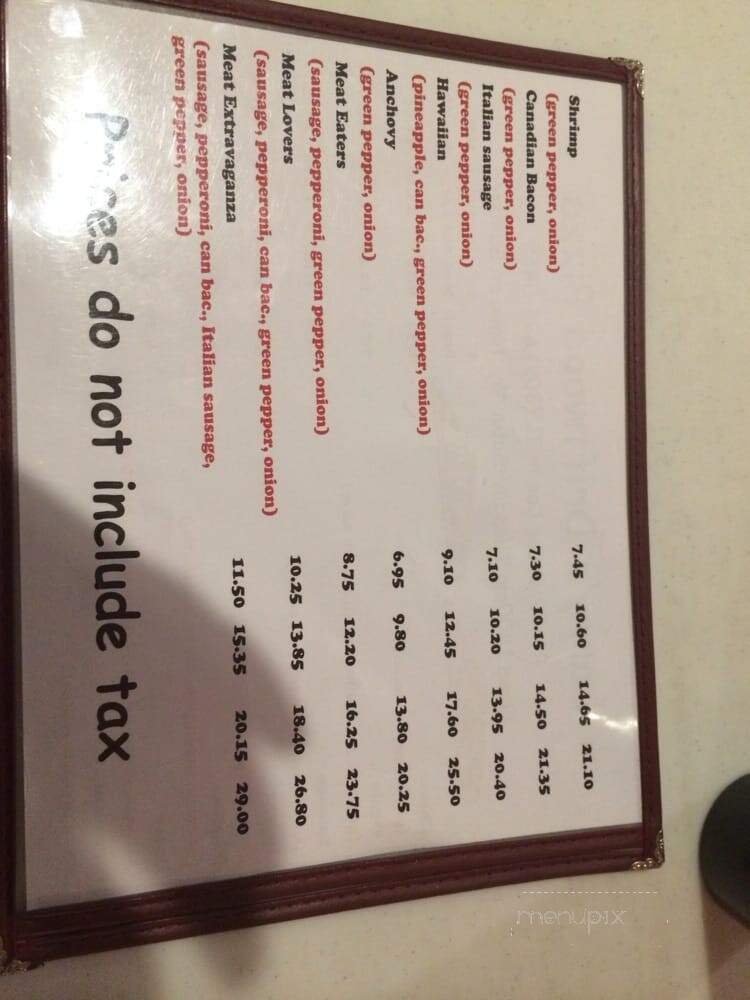 Shrimp 7.45 10.60 14.65 21.10
(green pepper, onion)
Canadian Bacon 7.30 10.15 14.50 21.35
(green pepper, onion)
Italian sausage 7.10 10.20 13.95 20.40
(green pepper, onion)
Hawaiian 9.10 12.45 17.60 25.50
(pineapple, can bac., green pepper, onion)
Anchovy 6.95 9.80 13.80 20.25
(green pepper, onion)
Meat Eaters 8.75 12.20 16.25 23.75
(sausage, pepperoni, green pepper, onion)
Meat Lovers 10.25 13.85 18.40 26.80
(sausage, pepperoni, can bac., green pepper, onion)
Meat Extravaganza 11.50 15.35 20.15 29.00
(sausage, pepperoni, can bac., Italian sausage,
green pepper, onion)
Prices do not include tax
menupix